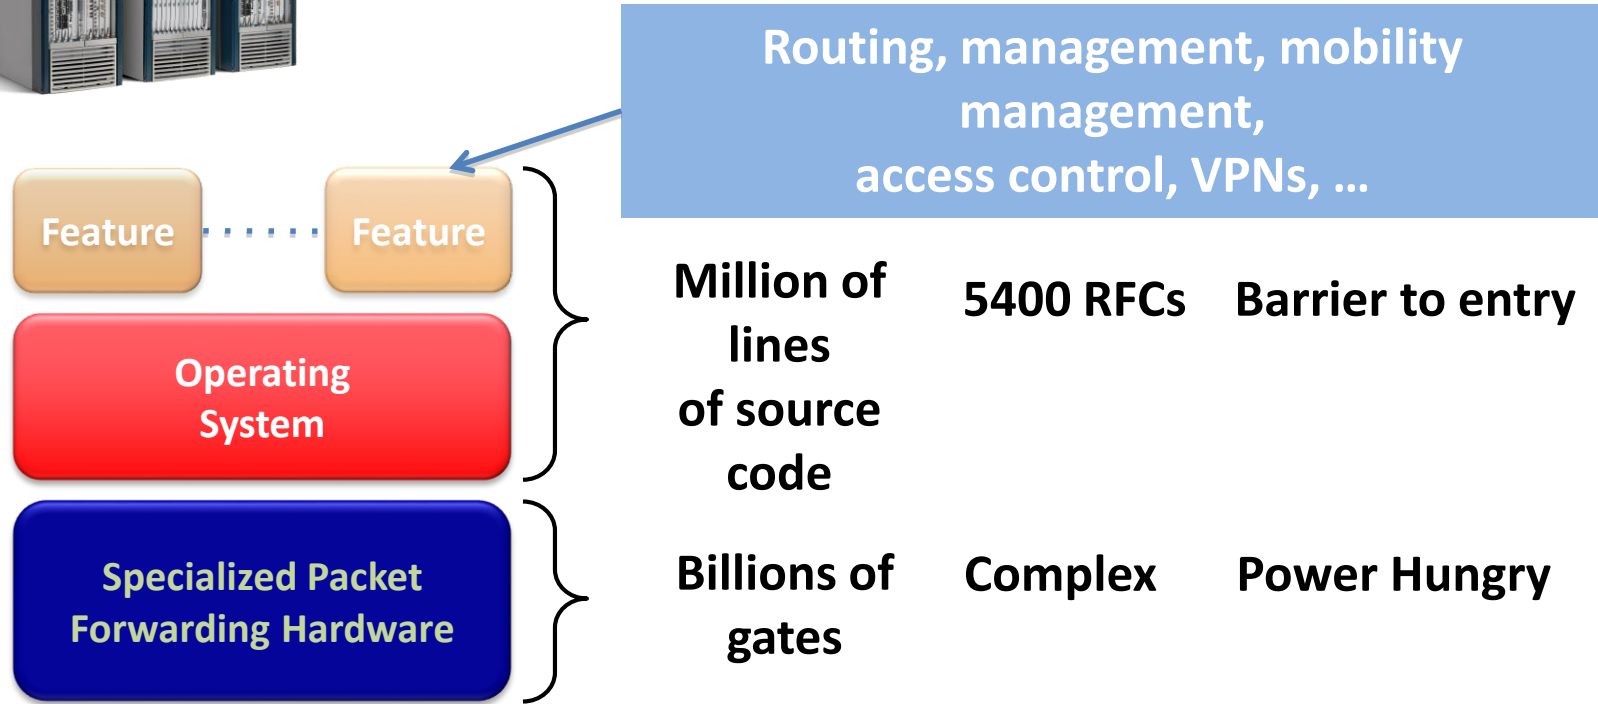 Routing, management, mobility
management,
access control, VPNs, ...
Feature
Feature
Million of
lines
of source
code
5400 RFCs
Barrier to entry
Operating
System
Specialized Packet
Forwarding Hardware
Billions of
gates
Complex
Power Hungry